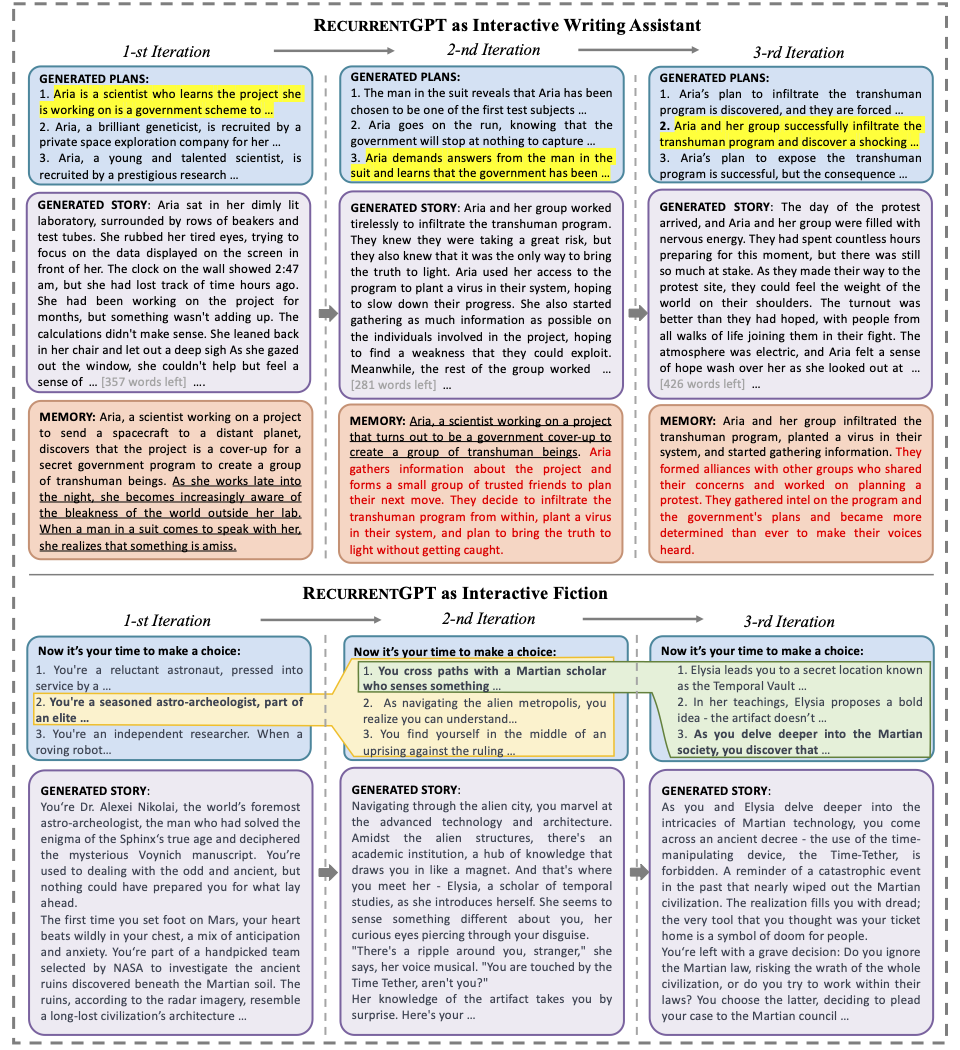 RECURRENTGPT as Interactive Writing Assistant
1-st Iteration
2-nd Iteration
3-rd Iteration
GENERATED PLANS:
1. Aria is a scientist who learns the project she
is working on is a government scheme to …
2. Aria, a brilliant geneticist, is recruited by a
private space exploration company for her …
3. Aria, a young and talented scientist, is
recruited by a prestigious research …
GENERATED PLANS:
1. The man in the suit reveals that Aria has been
chosen to be one of the first test subjects …
2. Aria goes on the run, knowing that the
government will stop at nothing to capture …
3. Aria demands answers from the man in the
suit and learns that the government has been …
GENERATED PLANS:
1. Aria's plan to infiltrate the transhuman
program is discovered, and they are forced …
2. Aria and her group successfully infiltrate the
transhuman program and discover a shocking …
3. Aria's plan to expose the transhuman
program is successful, but the consequence …
GENERATED STORY: Aria sat in her dimly lit
laboratory, surrounded by rows of beakers and
test tubes. She rubbed her tired eyes, trying to
focus on the data displayed on the screen in
front of her. The clock on the wall showed 2:47
am, but she had lost track of time hours ago.
She had been working on the project for
months, but something wasn't adding up. The
calculations didn't make sense. She leaned back
in her chair and let out a deep sigh As she gazed
out the window, she couldn't help but feel a
sense of … [357 words left] ….
GENERATED STORY: Aria and her group worked
tirelessly to infiltrate the transhuman program.
They knew they were taking a great risk, but
they also knew that it was the only way to bring
the truth to light. Aria used her access to the
program to plant a virus in their system, hoping
to slow down their progress. She also started
gathering as much information as possible on
the individuals involved in the project, hoping
to find a weakness that they could exploit.
Meanwhile, the rest of the group worked …
[281 words left] …
GENERATED STORY: The day of the protest
arrived, and Aria and her group were filled with
nervous energy. They had spent countless hours
preparing for this moment, but there was still
so much at stake. As they made their way to the
protest site, they could feel the weight of the
world on their shoulders. The turnout was
better than they had hoped, with people from
all walks of life joining them in their fight. The
atmosphere was electric, and Aria felt a sense
of hope wash over her as she looked out at …
[426 words left] …
MEMORY: Aria, a scientist working on a project
to send a spacecraft to a distant planet,
discovers that the project is a cover-up for a
secret government program to create a group
of transhuman beings. As she works late into
the night, she becomes increasingly aware of
the bleakness of the world outside her lab.
When a man in a suit comes to speak with her,
she realizes that something is amiss.
MEMORY: Aria, a scientist working on a project
that turns out to be a government cover-up to
create a group of transhuman beings. Aria
gathers information about the project and
forms a small group of trusted friends to plan
their next move. They decide to infiltrate the
transhuman program from within, plant a virus
in their system, and plan to bring the truth to
light without getting caught.
MEMORY: Aria and her group infiltrated the
transhuman program, planted a virus in their
system, and started gathering information. They
formed alliances with other groups who shared
their concerns and worked on planning a
protest. They gathered intel on the program and
the government's plans and became more
determined than ever to make their voices
heard.
RECURRENTGPT as Interactive Fiction
1-st Iteration
2-nd Iteration
3-rd Iteration
Now it's your time to make a choice:
1. You're a reluctant astronaut, pressed into
service by a …
2. You're a seasoned astro-archeologist, part of
an elite …
3. You're an independent researcher. When a
roving robot…
Now it's your time to make a choice:
1. You cross paths with a Martian scholar
who senses something …
2. As navigating the alien metropolis, you
realize you can understand…
3. You find yourself in the middle of an
uprising against the ruling …
Now it's your time to make a choice:
1. Elysia leads you to a secret location known
as the Temporal Vault …
2. In her teachings, Elysia proposes a bold
idea - the artifact doesn't …
3. As you delve deeper into the Martian
society, you discover that …
GENERATED STORY:
You're Dr. Alexei Nikolai, the world's foremost
astro-archeologist, the man who had solved the
enigma of the Sphinx's true age and deciphered
the mysterious Voynich manuscript. You're
used to dealing with the odd and ancient, but
nothing could have prepared you for what lay
ahead.
The first time you set foot on Mars, your heart
beats wildly in your chest, a mix of anticipation
and anxiety. You're part of a handpicked team
selected by NASA to investigate the ancient
ruins discovered beneath the Martian soil. The
ruins, according to the radar imagery, resemble
a long-lost civilization's architecture …
GENERATED STORY:
Navigating through the alien city, you marvel at
the advanced technology and architecture.
Amidst the alien structures, there's an
academic institution, a hub of knowledge that
draws you in like a magnet. And that's where
you meet her - Elysia, a scholar of temporal
studies, as she introduces herself. She seems to
sense something different about you, her
curious eyes piercing through your disguise.
"There's a ripple around you, stranger," she
says, her voice musical. "You are touched by the
Time Tether, aren't you?"
Her knowledge of the artifact takes you by
surprise. Here's your …
GENERATED STORY:
As you and Elysia delve deeper into the
intricacies of Martian technology, you come
across an ancient decree - the use of the time-
manipulating device, the Time-Tether, is
forbidden. A reminder of a catastrophic event
in the past that nearly wiped out the Martian
civilization. The realization fills you with dread;
the very tool that you thought was your ticket
home is a symbol of doom for people.
You're left with a grave decision: Do you ignore
the Martian law, risking the wrath of the whole
civilization, or do you try to work within their
laws? You choose the latter, deciding to plead
your case to the Martian council …